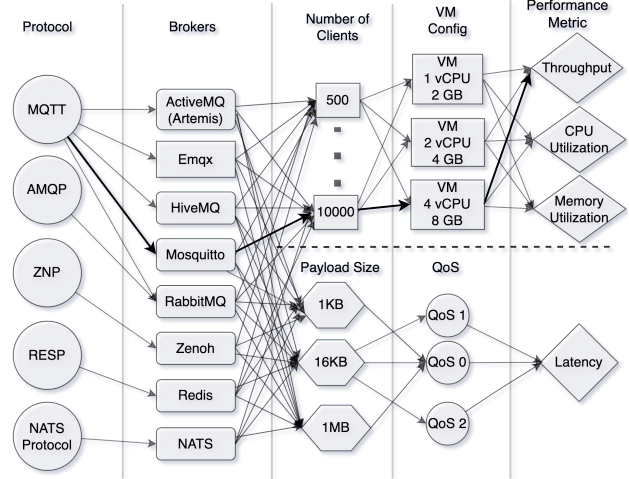 Protocol
Brokers
Number of
Clients
VM
Config
Performance
Metric
MQTT
AMQP
ZNP
RESP
NATS
Protocol
ActiveMQ
(Artemis)
Emqx
HiveMQ
Mosquitto
RabbitMQ
Zenoh
Redis
NATS
500
10000
VM
1 vCPU
2 GB
VM
2 vCPU
4 GB
VM
4 vCPU
8 GB
Throughput
CPU
Utilization
Memory
Utilization
Payload Size
QoS
1KB
16KB
1MB
QoS 1
QoS 0
QoS 2
Latency